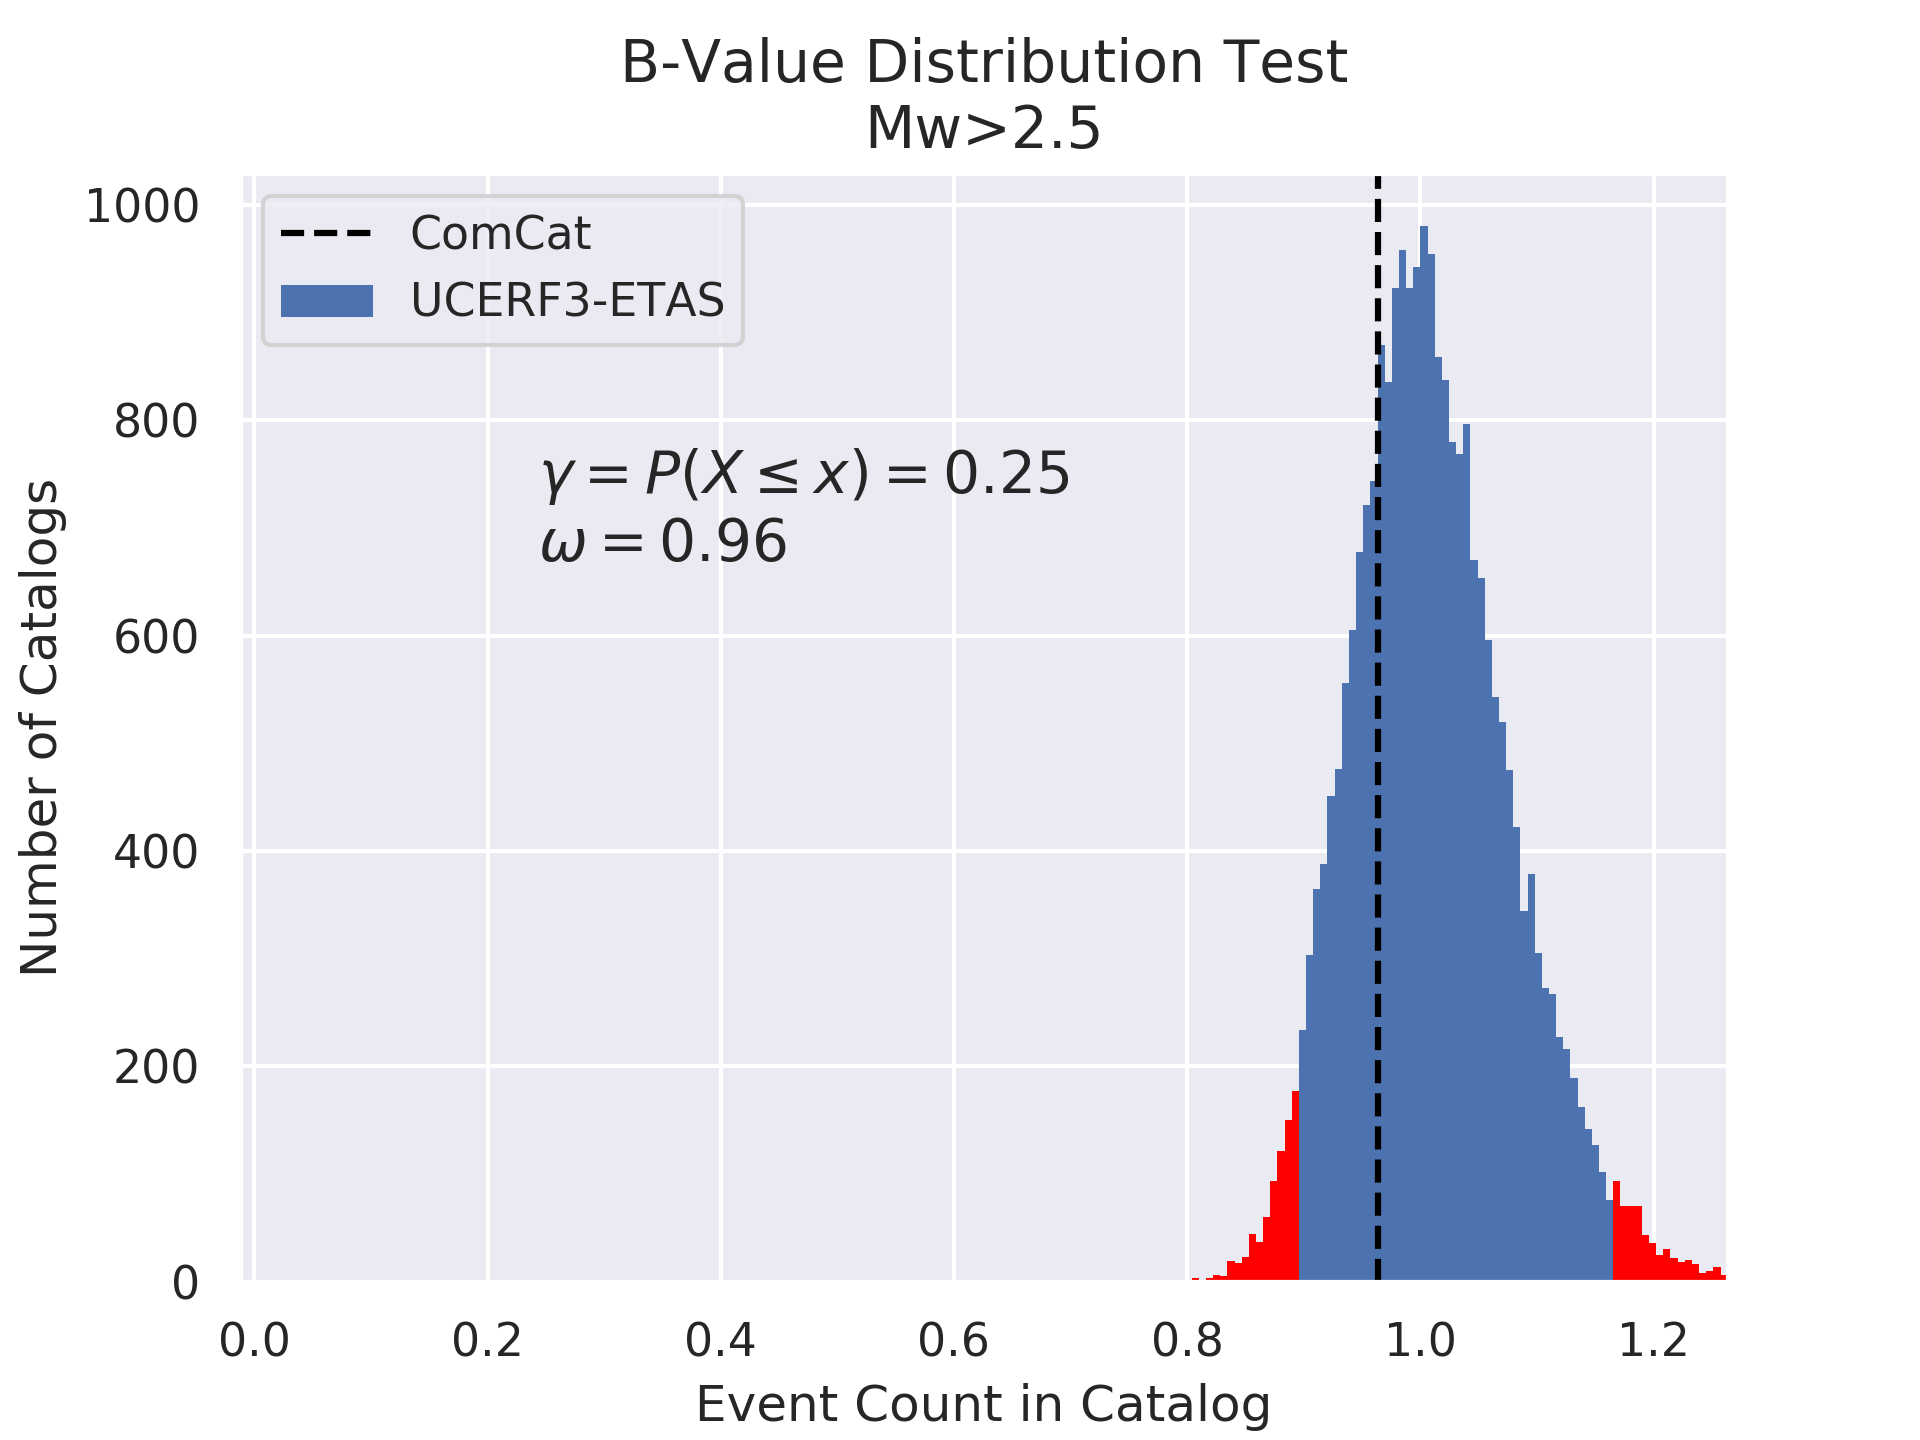 B-Value Distribution Test
Mw>2.5
1000
800
600
400
200
0
Number of Catalogs
ComCat
UCERF3-ETAS
γ = P(X ≤ x) = 0.25
ω = 0.96
0.0 0.2 0.4 0.6 0.8 1.0 1.2
Event Count in Catalog